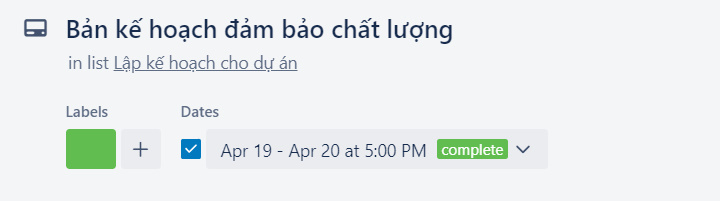 Bản kế hoạch đảm bảo chất lượng
in list Lập kế hoạch cho dự án
Labels Dates
Apr 19 - Apr 20 at 5:00 PM complete